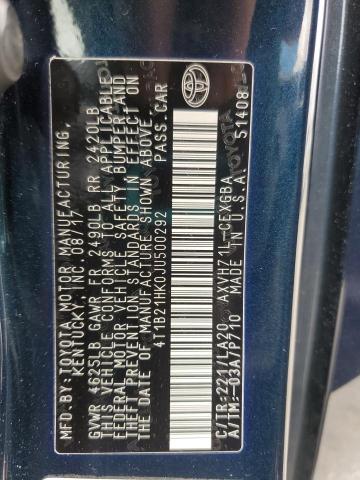 MFD.BY:TOYOTA MOTOR MANUFACTURING,
KENTUCKY, INC. 08/17
GVWR 4625LB GAWR FR 2490LB RR 2420LB
THIS VEHICLE CONFORMS TO ALL APPLICABLE
FEDERAL MOTOR VEHICLE SAFETY, BUMPER, AND
THEFT PREVENTION STANDARDS IN EFFECT ON
THE DATE OF MANUFACTURE SHOWN ABOVE.
4T1B21HK0JU500292 PASS.CAR
C/TR:221/LA20 AXVH71L-CEXGBA
A/TM:-03A/P710 MADE IN U.S.A.
51408
TOYOTA